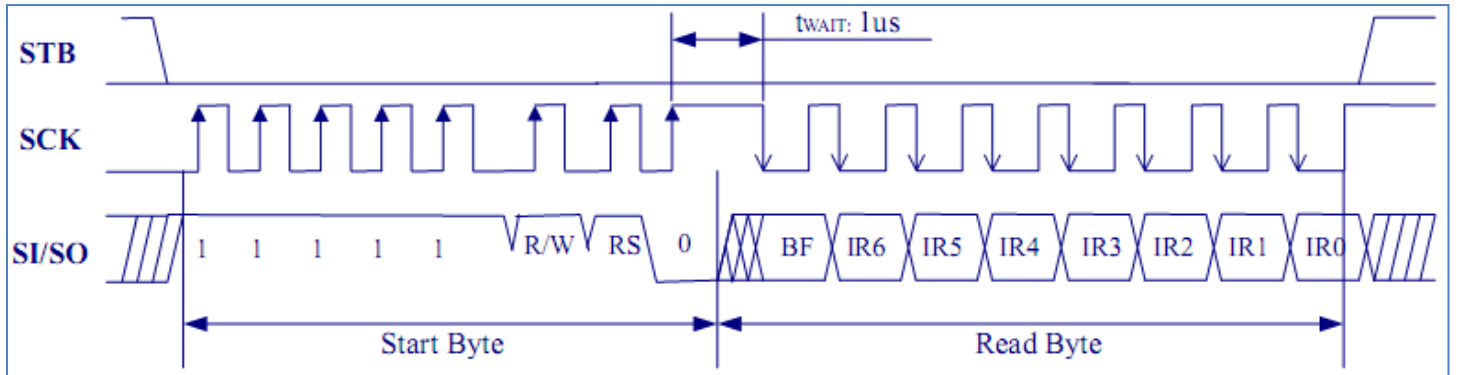 tWAIT: 1us
STB
SCK
SI/SO 1 1 1 1 1 R/W RS 0 BF IR6 IR5 IR4 IR3 IR2 IR1 IR0
Start Byte Read Byte